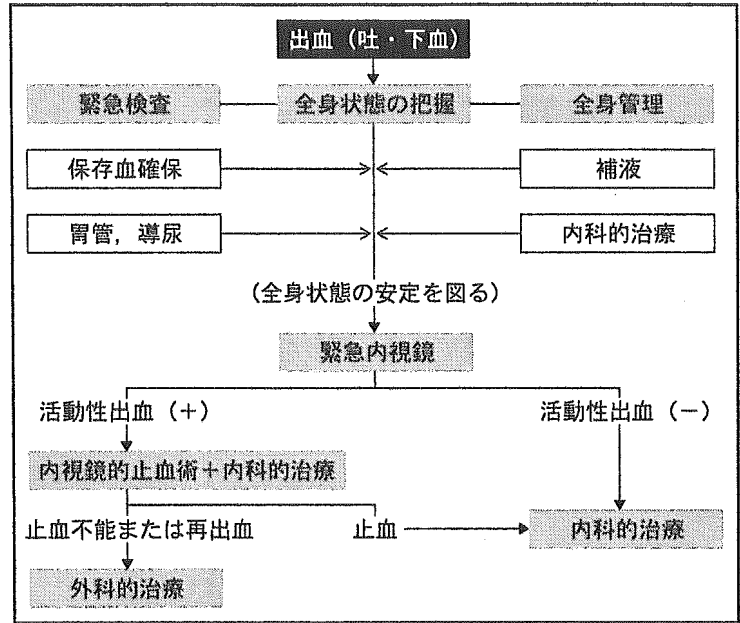 出血（吐・下血）
緊急検査
全身状態の把握
全身管理
保存血確保
補液
胃管，導尿
内科的治療
（全身状態の安定を図る）
緊急内視鏡
活動性出血（＋）
活動性出血（－）
内視鏡的止血術＋内科的治療
止血不能または再出血
止血
内科的治療
外科的治療